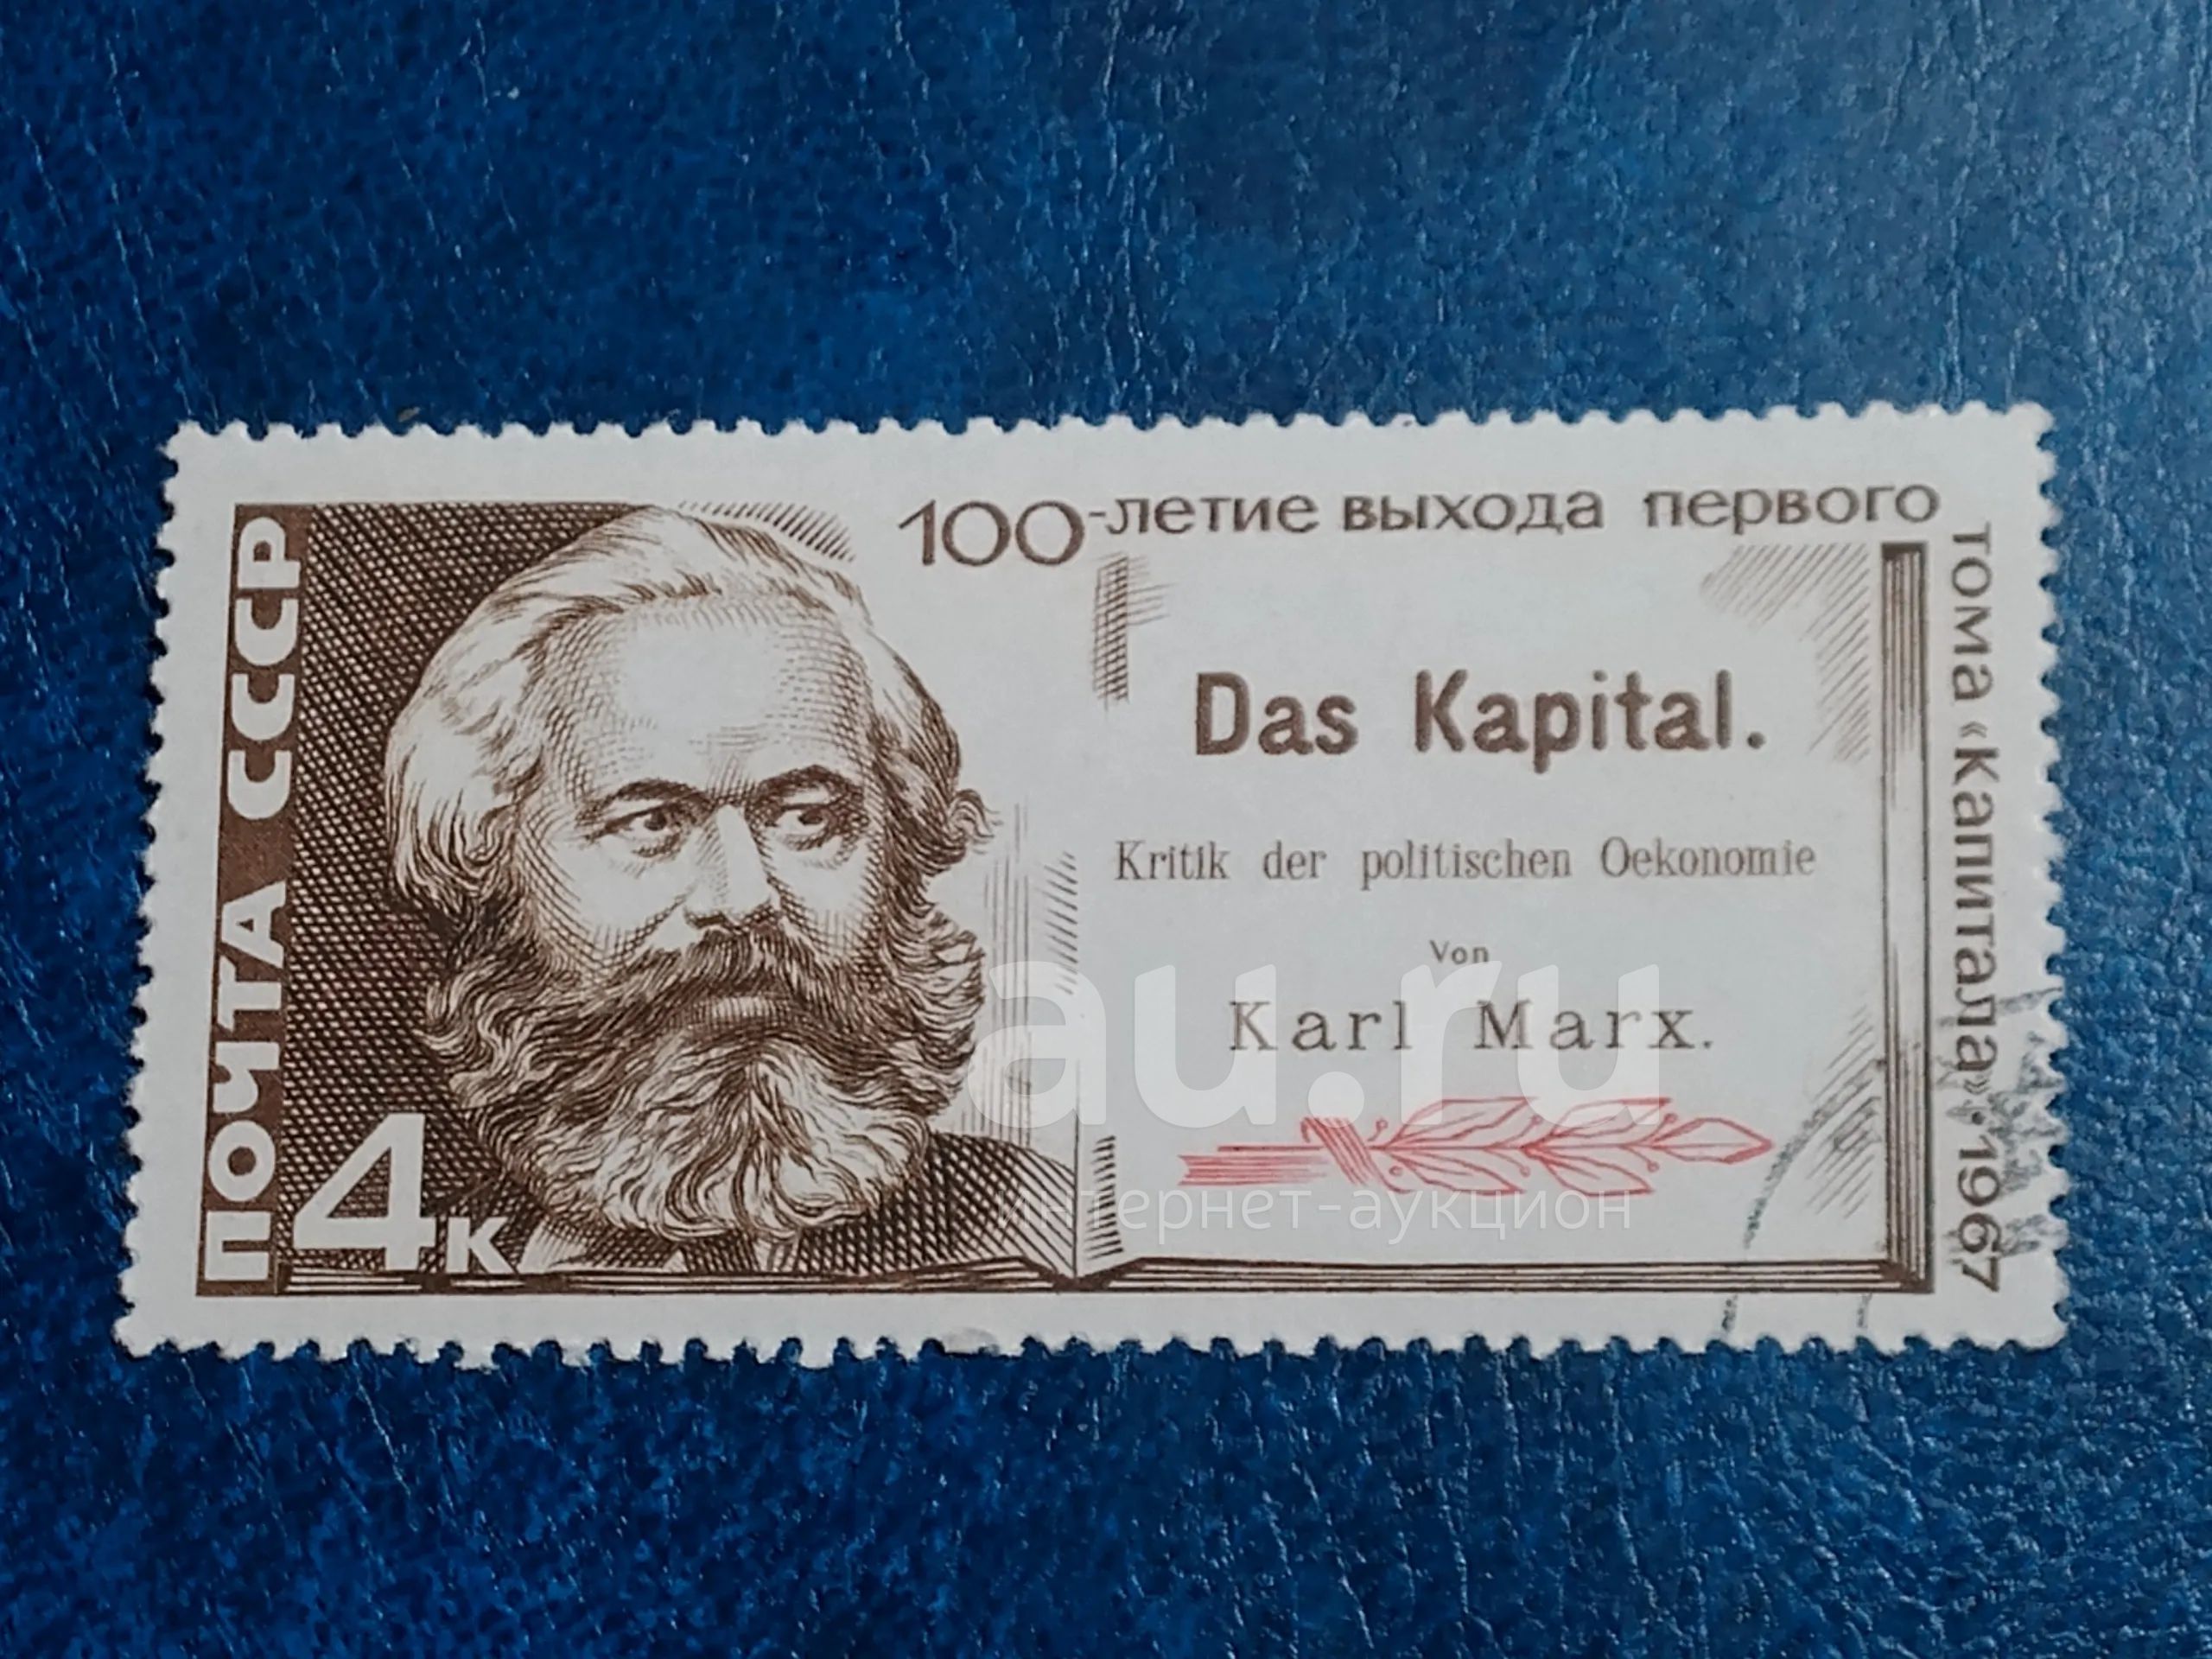 ПОЧТА СССР
4к
100-летие выхода первого
тома «Капитала»·1967
Das Kapital.
Kritik der politischen Oekonomie
Von
Karl Marx.
au.ru
интернет-аукцион